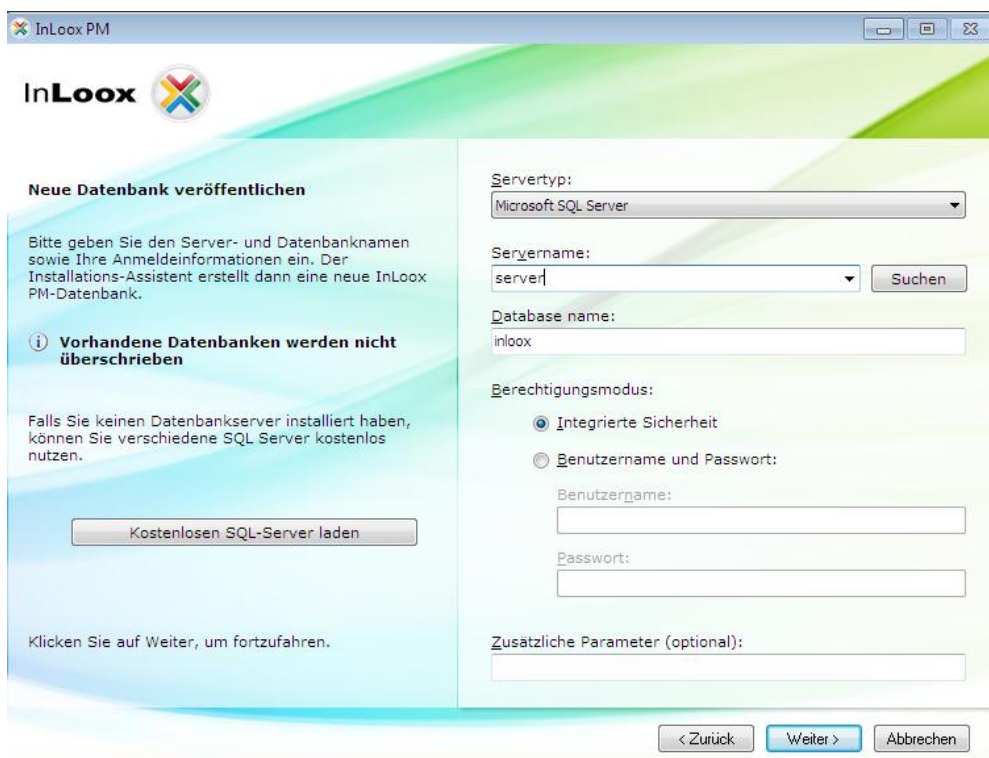 InLoox PM
InLoox
Neue Datenbank veröffentlichen
Bitte geben Sie den Server- und Datenbanknamen
sowie Ihre Anmeldeinformationen ein. Der
Installations-Assistent erstellt dann eine neue InLoox
PM-Datenbank.
Vorhandene Datenbanken werden nicht
überschrieben
Falls Sie keinen Datenbankserver installiert haben,
können Sie verschiedene SQL Server kostenlos
nutzen.
Kostenlosen SQL-Server laden
Klicken Sie auf Weiter, um fortzufahren.
Servertyp:
Microsoft SQL Server
Servername:
server
Suchen
Database name:
inloox
Berechtigungsmodus:
Integrierte Sicherheit
Benutzername und Passwort:
Benutzername:
Passwort:
Zusätzliche Parameter (optional):
< Zurück
Weiter >
Abbrechen